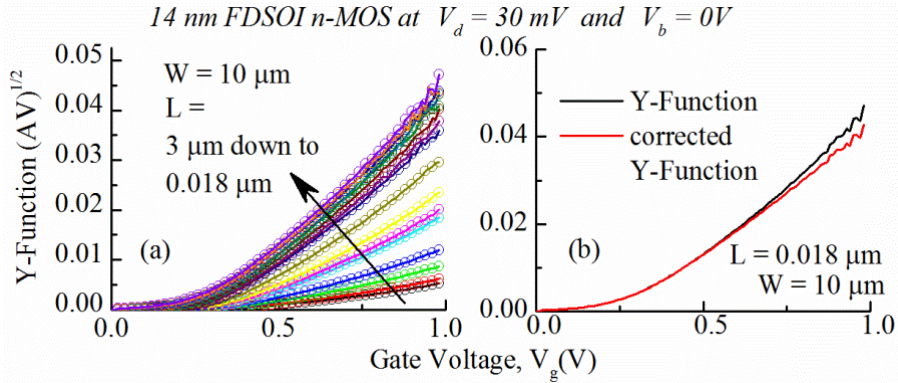 14 nm FDSOI n-MOS at V_d = 30 mV and V_b = 0V
Y-Function (AV)^1/2
0.05
0.04
0.03
0.02
0.01
0.00
W = 10 μm
L =
3 μm down to
0.018 μm
(a)
0.0
0.5
1.0
0.06
0.04
0.02
0.00
Y-Function
corrected
Y-Function
(b)
L = 0.018 μm
W = 10 μm
0.0
0.5
1.0
Gate Voltage, V_g(V)